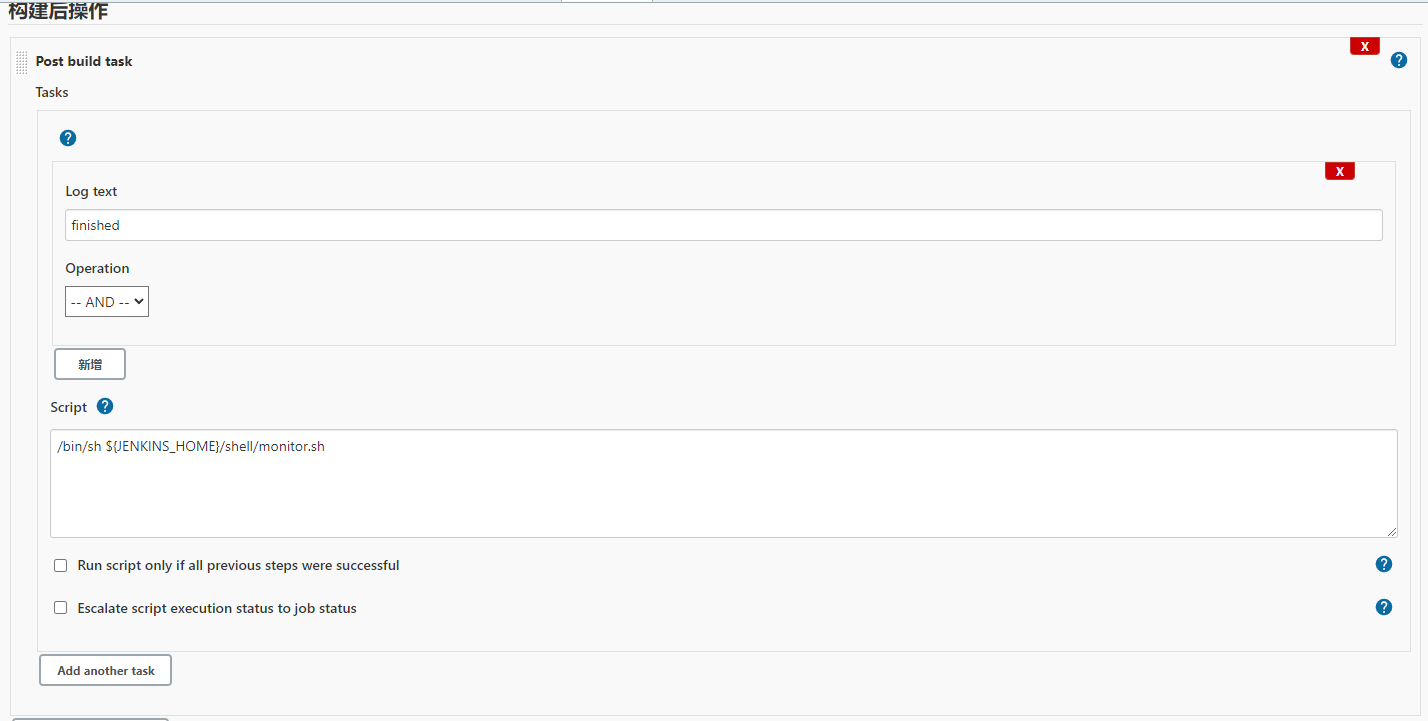 构建后操作
X
Post build task
?
Tasks
?
X
Log text
finished
Operation
-- AND --
新增
Script ?
/bin/sh ${JENKINS_HOME}/shell/monitor.sh
Run script only if all previous steps were successful ?
Escalate script execution status to job status ?
Add another task